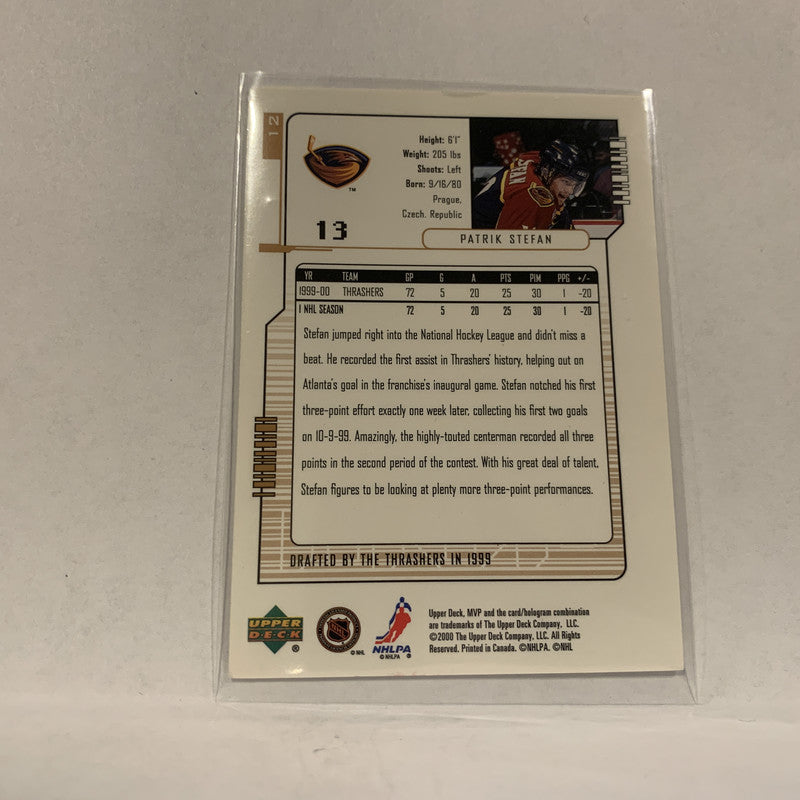 12
Height: 6'1"
Weight: 205 lbs
Shoots: Left
Born: 9/16/80
Prague,
Czech. Republic
TM
13
PATRIK STEFAN
YR TEAM GP G A PTS PIM PPG +/-
1999-00 THRASHERS 72 5 20 25 30 1 -20
1 NHL SEASON 72 5 20 25 30 1 -20
Stefan jumped right into the National Hockey League and didn't miss a
beat. He recorded the first assist in Thrashers' history, helping out on
Atlanta's goal in the franchise's inaugural game. Stefan notched his first
three-point effort exactly one week later, collecting his first two goals
on 10-9-99. Amazingly, the highly-touted centerman recorded all three
points in the second period of the contest. With his great deal of talent,
Stefan figures to be looking at plenty more three-point performances.
DRAFTED BY THE THRASHERS IN 1999
UPPER
DECK
®
NHL
© NHL
NHLPA
© NHLPA ®
Upper Deck, MVP and the card/hologram combination
are trademarks of The Upper Deck Company, LLC.
©2000 The Upper Deck Company, LLC. All Rights
Reserved. Printed in Canada. ©NHLPA. ©NHL